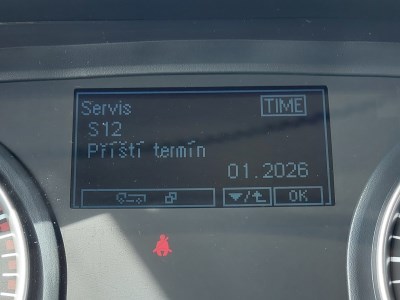 Servis TIME
S12
Příští termín
01.2026
OK